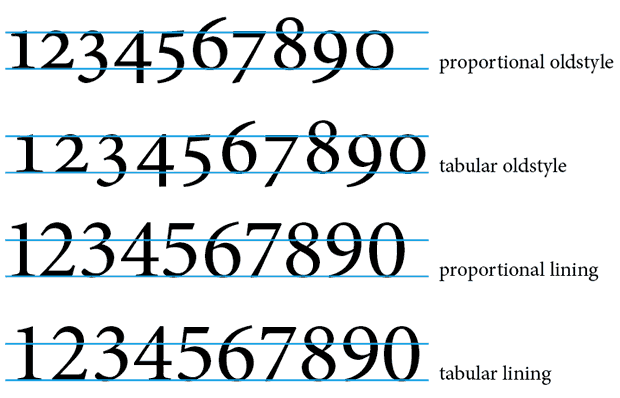 1234567890 proportional oldstyle
1234567890 tabular oldstyle
1234567890 proportional lining
1234567890 tabular lining